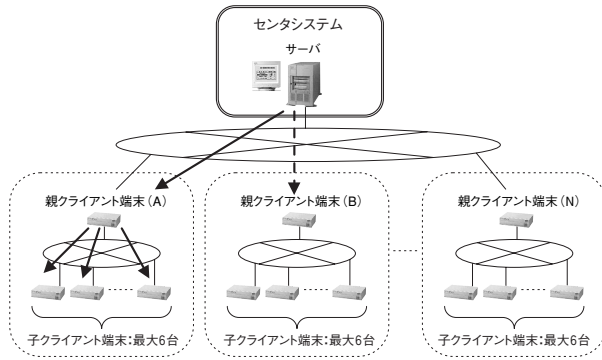 センタシステム
サーバ
親クライアント端末(A)
親クライアント端末(B)
親クライアント端末(N)
子クライアント端末:最大6台
子クライアント端末:最大6台
子クライアント端末:最大6台